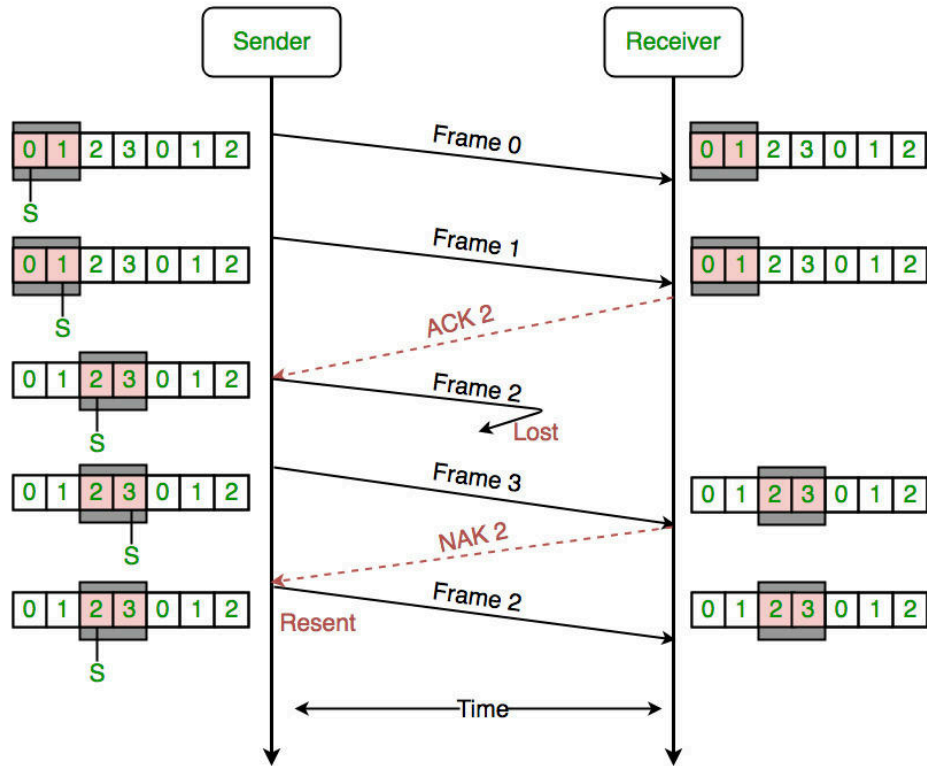 Sender
Receiver
0 1 2 3 0 1 2
Frame 0
0 1 2 3 0 1 2
S
0 1 2 3 0 1 2
Frame 1
0 1 2 3 0 1 2
S
ACK 2
0 1 2 3 0 1 2
Frame 2
Lost
S
0 1 2 3 0 1 2
Frame 3
0 1 2 3 0 1 2
S
NAK 2
0 1 2 3 0 1 2
Frame 2
0 1 2 3 0 1 2
Resent
S
Time